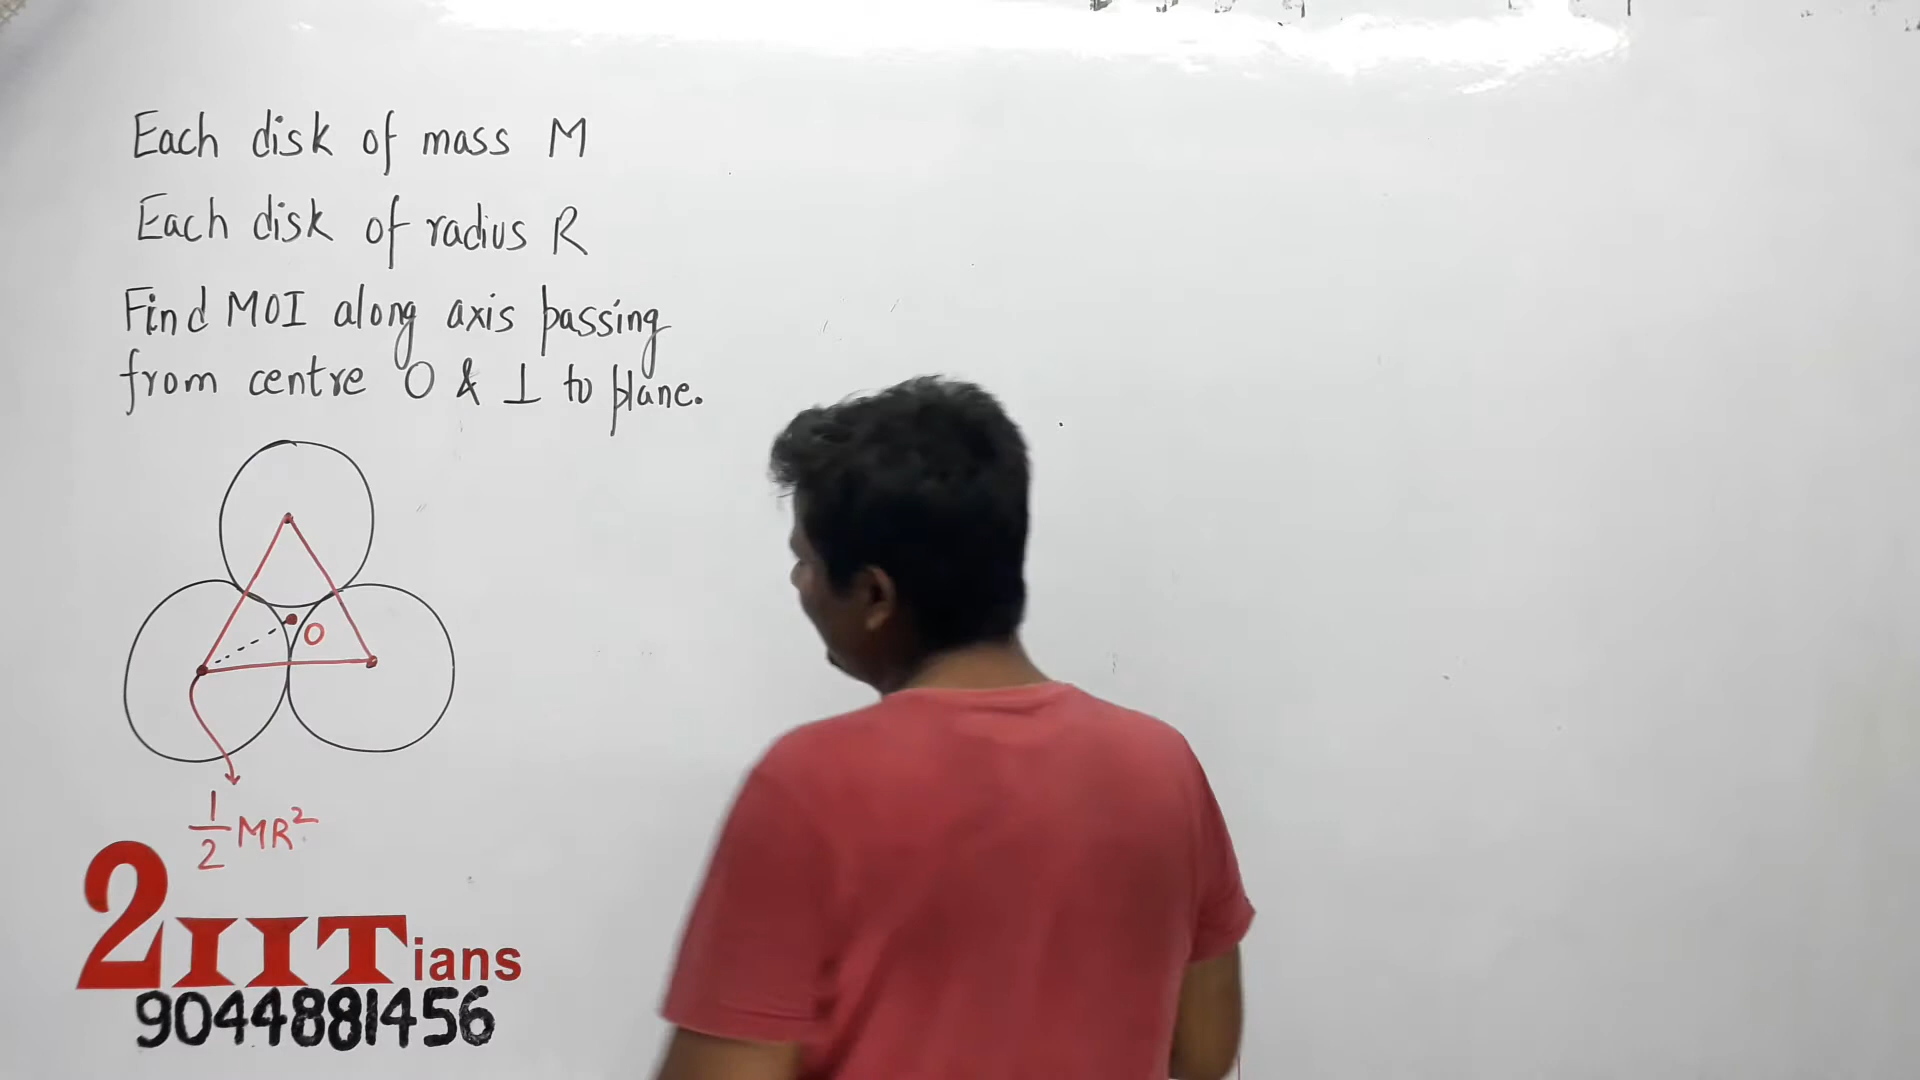 Each disk of mass M
Each disk of radius R
Find MOI along axis passing
from centre O & ⊥ to plane.
O
1/2 MR²
2IITians
9044881456